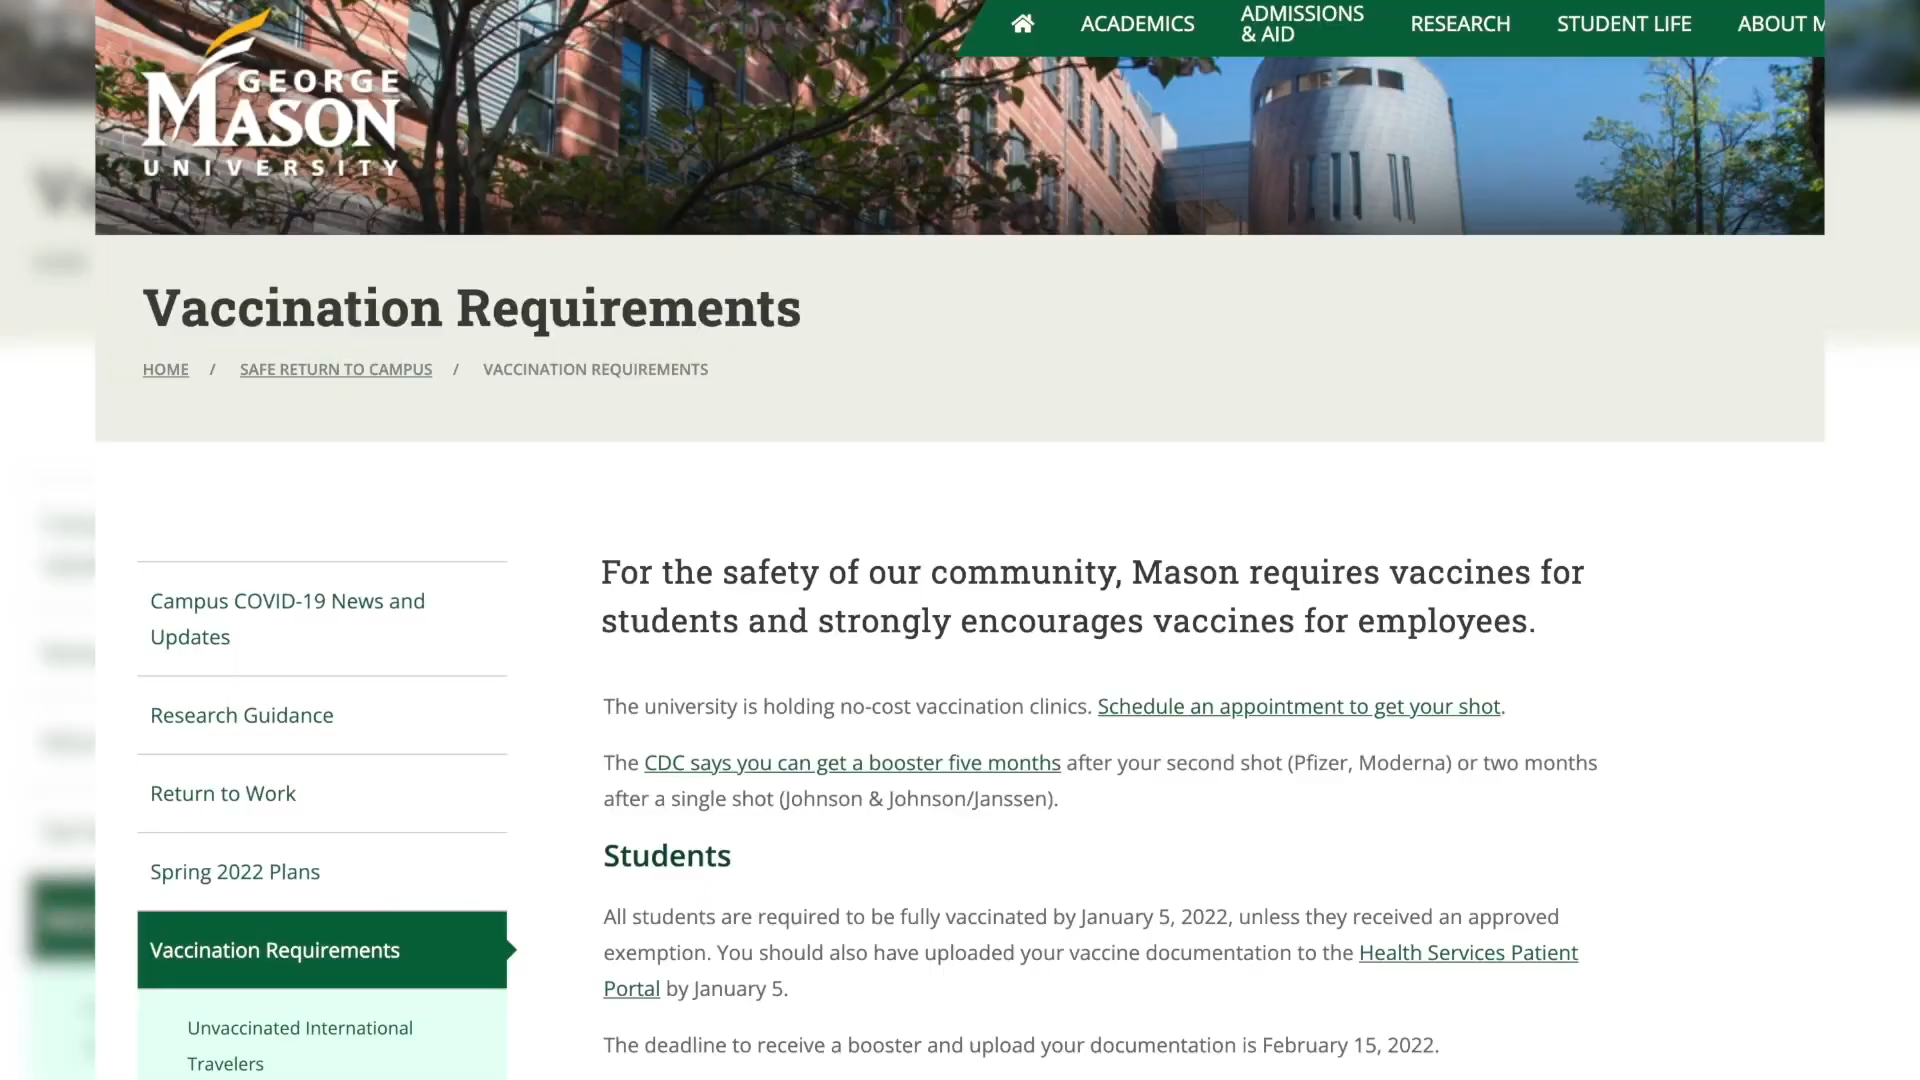 ACADEMICS
ADMISSIONS
& AID
RESEARCH
STUDENT LIFE
ABOUT M
GEORGE
MASON
UNIVERSITY
Vaccination Requirements
HOME / SAFE RETURN TO CAMPUS / VACCINATION REQUIREMENTS
Campus COVID-19 News and
Updates
Research Guidance
Return to Work
Spring 2022 Plans
Vaccination Requirements
Unvaccinated International
Travelers
For the safety of our community, Mason requires vaccines for
students and strongly encourages vaccines for employees.
The university is holding no-cost vaccination clinics. Schedule an appointment to get your shot.
The CDC says you can get a booster five months after your second shot (Pfizer, Moderna) or two months
after a single shot (Johnson & Johnson/Janssen).
Students
All students are required to be fully vaccinated by January 5, 2022, unless they received an approved
exemption. You should also have uploaded your vaccine documentation to the Health Services Patient
Portal by January 5.
The deadline to receive a booster and upload your documentation is February 15, 2022.